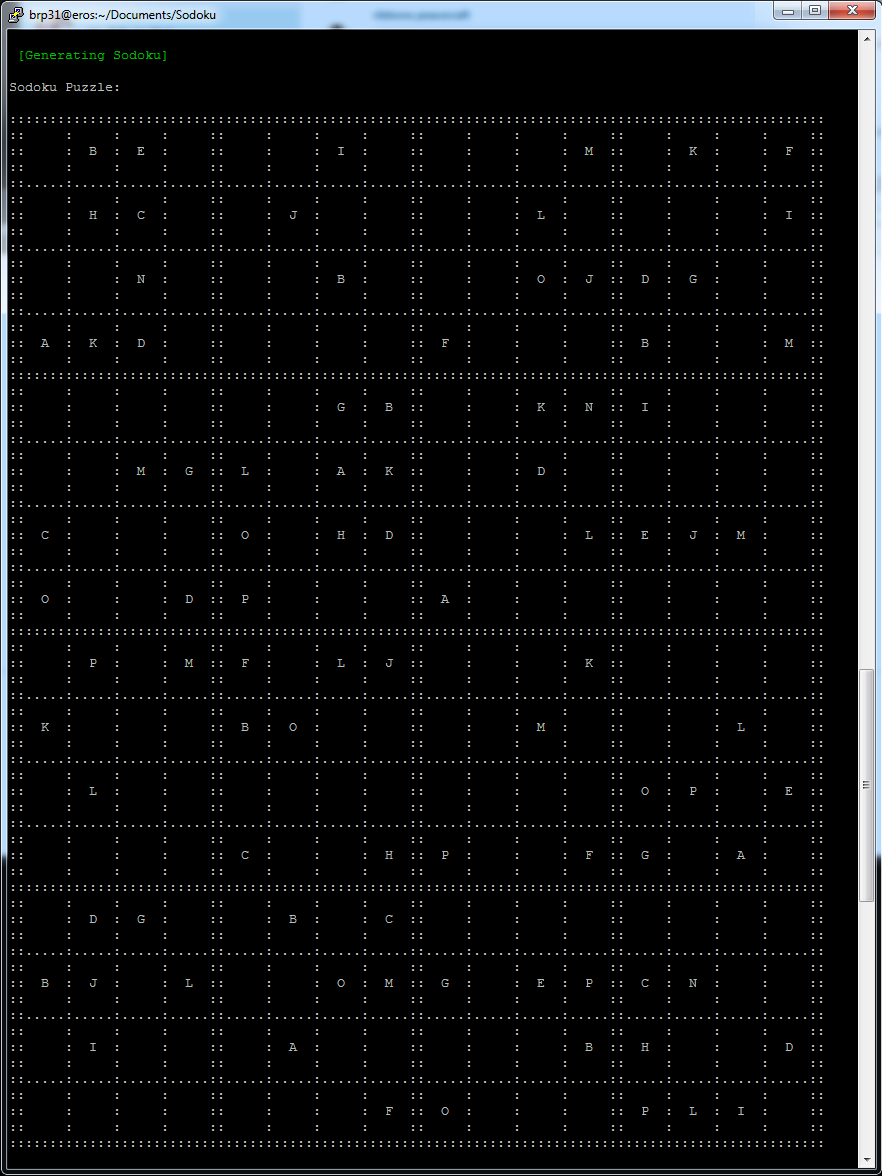 brp31@eros:~/Documents/Sodoku
[Generating Sodoku]
Sodoku Puzzle:
B E I M K F
H C J L I
N B O J D G
A K D F B M
G B K N I
M G L A K D
C O H D L E J M
O D P A
P M F L J K
K B O M L
L O P E
C H P F G A
D G B C
B J L O M G E P C N
I A B H D
F O P L I